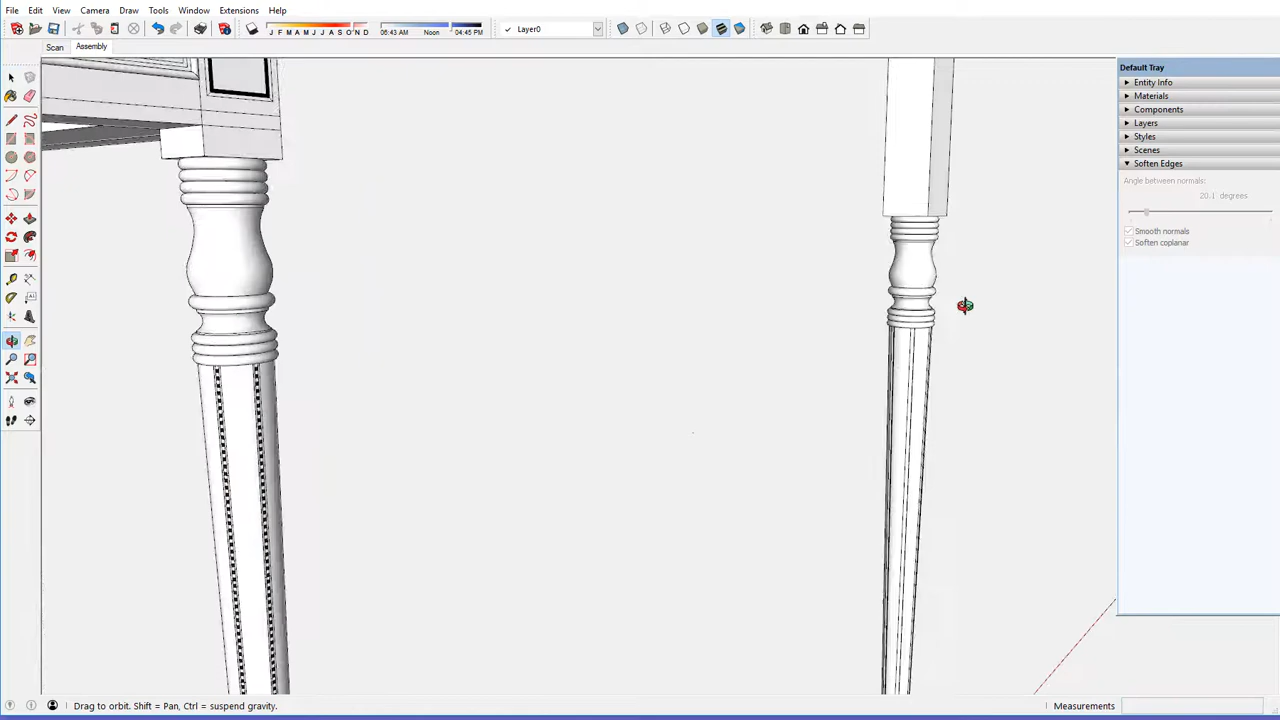 File Edit View Camera Draw Tools Window Extensions Help
J F M A M J J A S O N D 06:43 AM Noon 04:45 PM Layer0
Scan Assembly
Default Tray
Entity Info
Materials
Components
Layers
Styles
Scenes
Soften Edges
Angle between normals:
20.1 degrees
Smooth normals
Soften coplanar
Drag to orbit. Shift = Pan, Ctrl = suspend gravity. Measurements